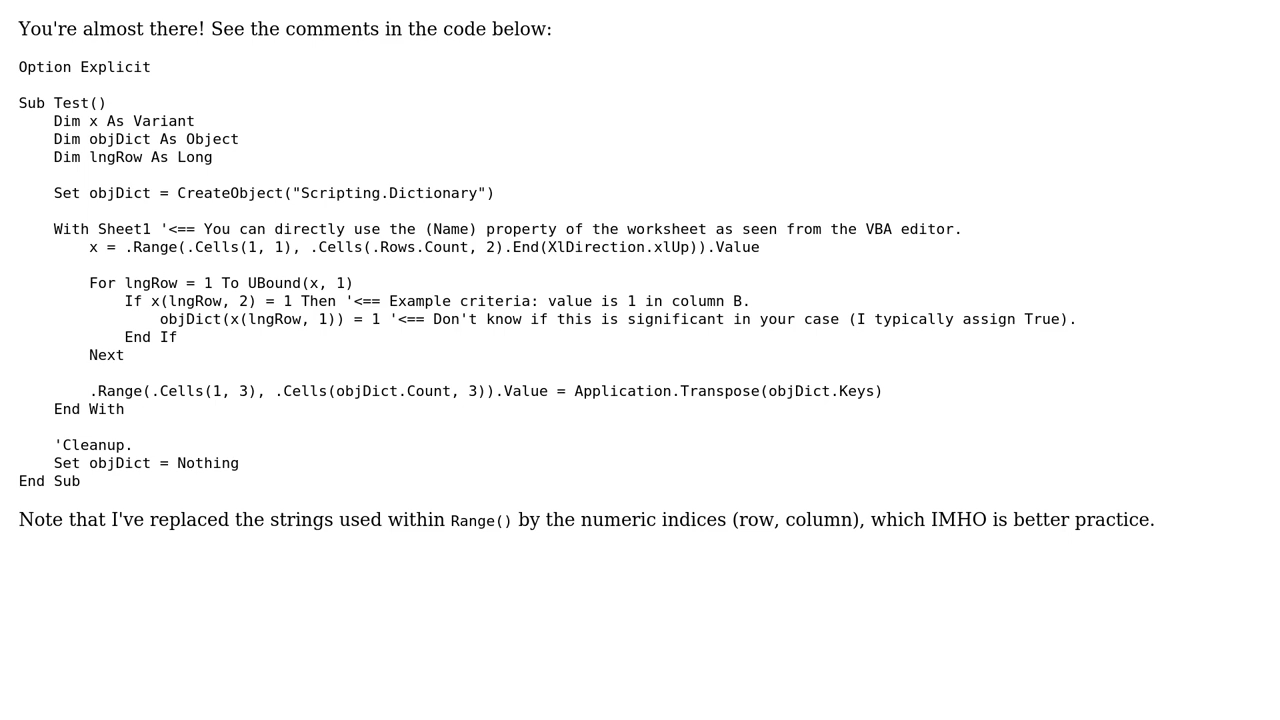 You're almost there! See the comments in the code below:
Option Explicit
Sub Test()
    Dim x As Variant
    Dim objDict As Object
    Dim lngRow As Long
    Set objDict = CreateObject("Scripting.Dictionary")
    With Sheet1 '<== You can directly use the (Name) property of the worksheet as seen from the VBA editor.
        x = .Range(.Cells(1, 1), .Cells(.Rows.Count, 2).End(XlDirection.xlUp)).Value
        For lngRow = 1 To UBound(x, 1)
            If x(lngRow, 2) = 1 Then '<== Example criteria: value is 1 in column B.
                objDict(x(lngRow, 1)) = 1 '<== Don't know if this is significant in your case (I typically assign True).
            End If
        Next
        .Range(.Cells(1, 3), .Cells(objDict.Count, 3)).Value = Application.Transpose(objDict.Keys)
    End With
    'Cleanup.
    Set objDict = Nothing
End Sub
Note that I've replaced the strings used within Range() by the numeric indices (row, column), which IMHO is better practice.